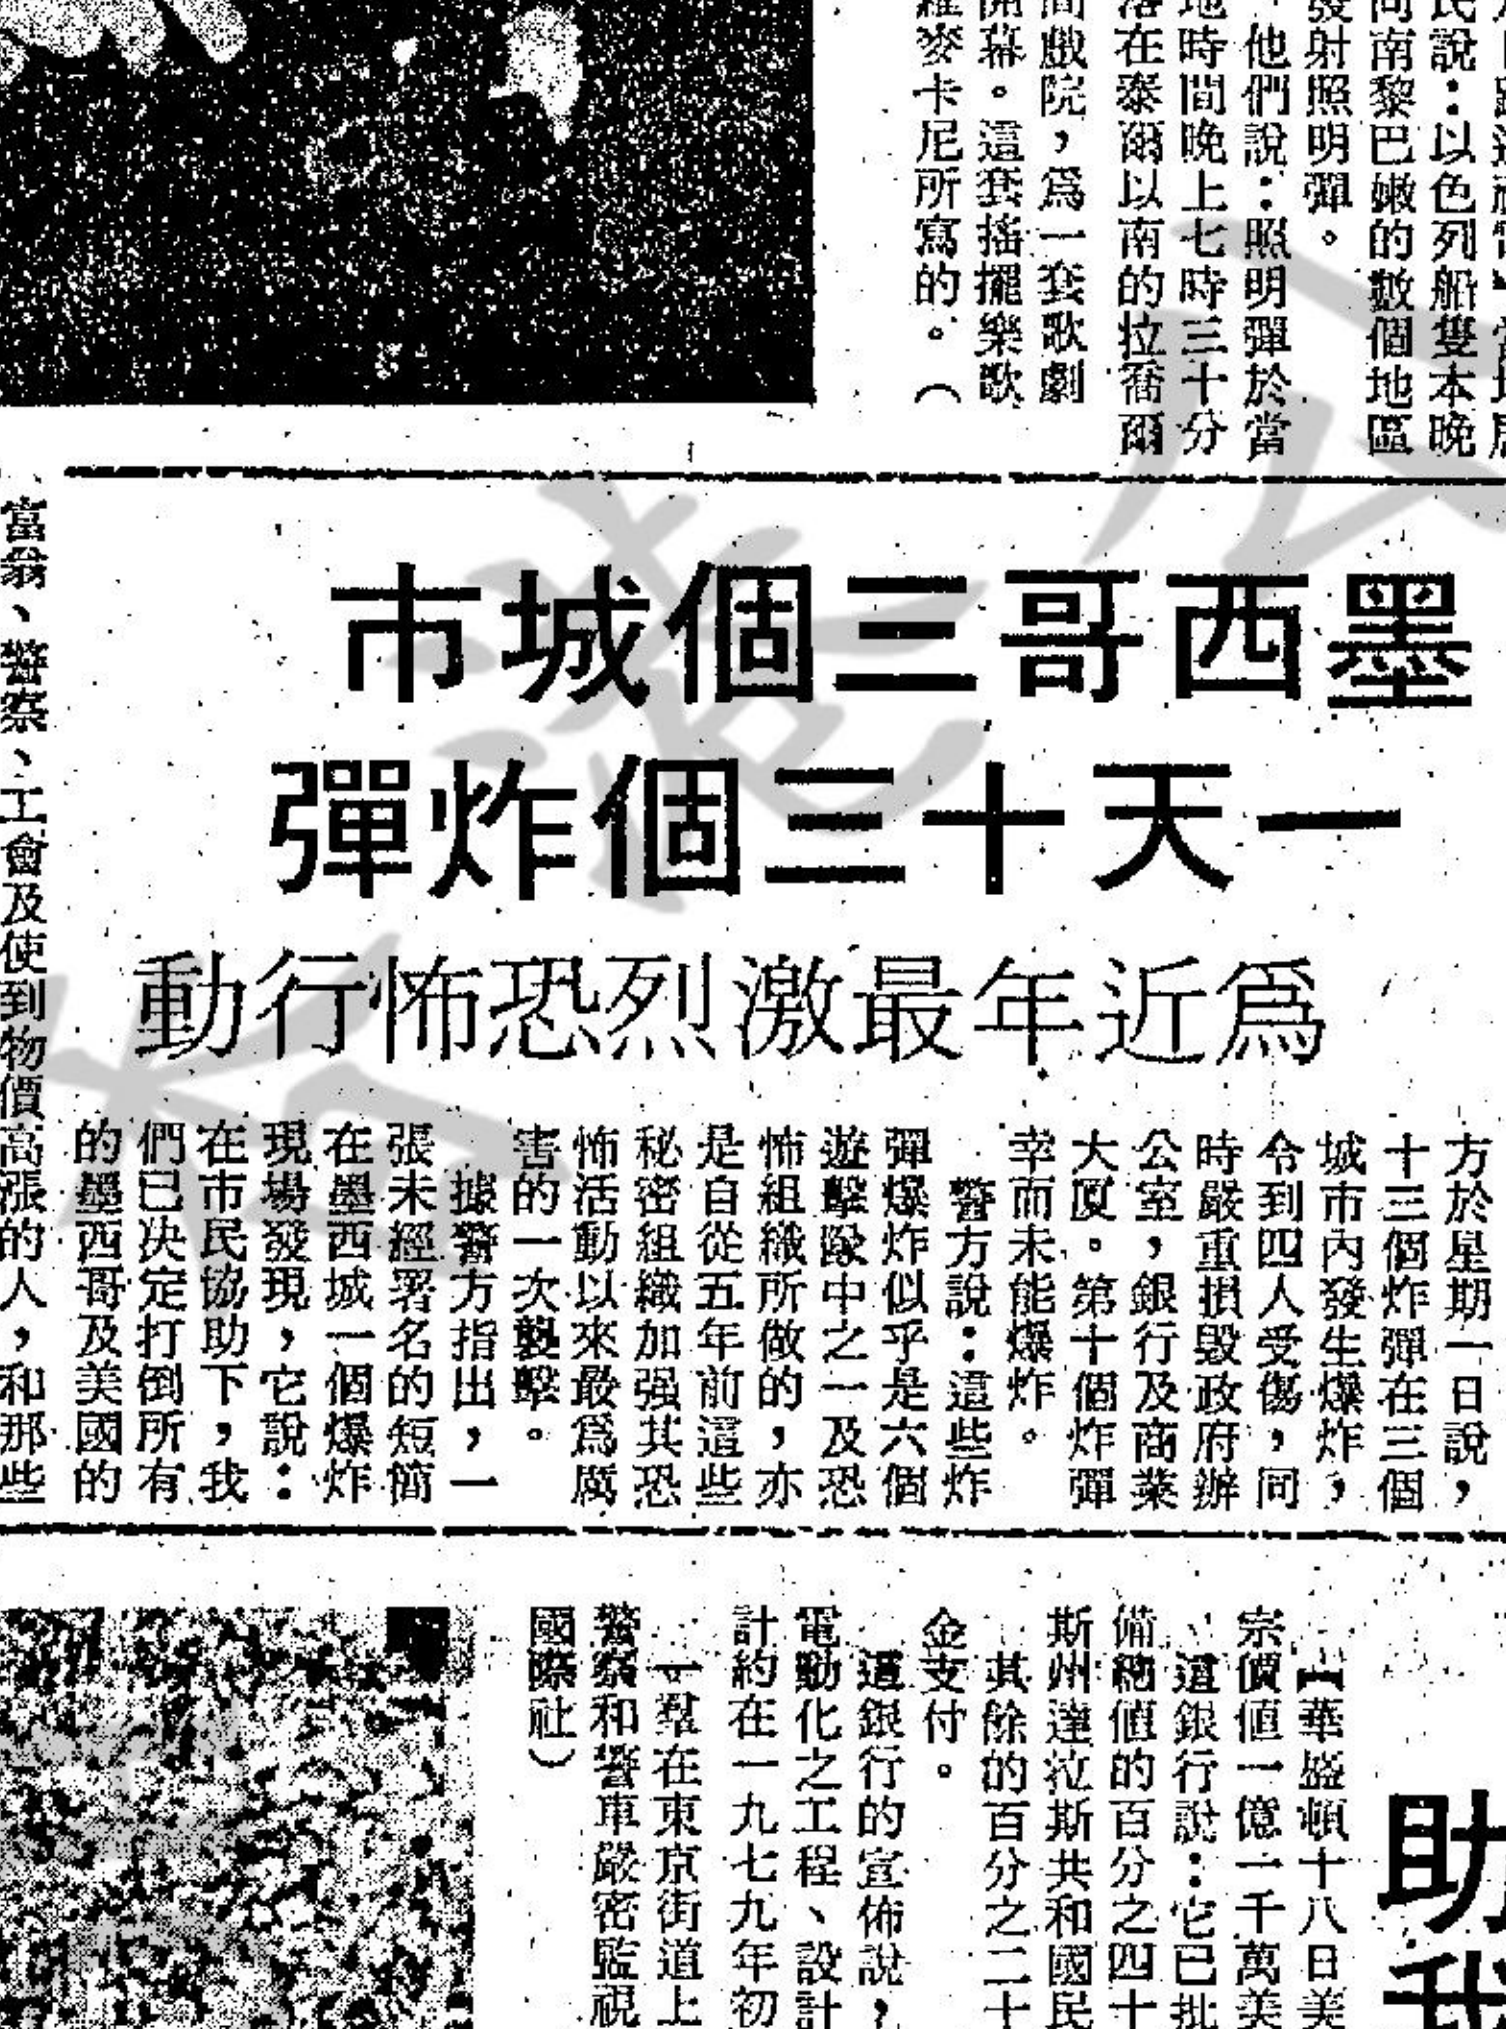 民說：以色列船隻本晚
向南黎巴嫩的數個地區
發射照明彈。
他們說：照明彈於當
地時間晚上七時三十分
落在泰爾以南的拉喬爾
間戲院，爲一套歌劇
開幕。這套搖擺樂歌
麥卡尼所寫的。（
墨西哥三個城市
一天十三個炸彈
爲近年最激烈恐怖行動
方於星期一日說，
十三個炸彈在三個
城市內發生爆炸，
令到四人受傷，同
時嚴重損毀政府辦
公室，銀行及商業
大厦。第十個炸彈
幸而未能爆炸。
警方說：這些炸
彈爆炸似乎是六個
遊擊隊中之一及恐
怖組織所做的，亦
是自從五年前這些
秘密組織加强其恐
怖活動以來最爲厲
害的一次襲擊。
據警方指出，一
張未經署名的短簡
在墨西城一個爆炸
現場發現，它說：
在市民協助下，我
們已決定打倒所有
的墨西哥及美國的
富翁、警察、工會及使到物價高漲的人，和那些
助我
【華盛頓十八日美
宗價值一億一千萬美
這銀行說：它已批
備總值的百分之四十
斯州達拉斯共和國民
其餘的百分之二十
金支付。
這銀行的宣佈說，
電動化之工程、設計
計約在一九七九年初
一羣在東京街道上
警察和警車嚴密監視
國際社）